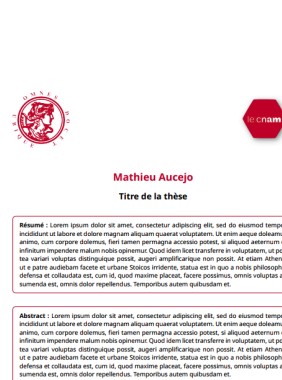 OMNES DOCET
le cnam
Mathieu Aucejo
Titre de la thèse
Résumé : Lorem ipsum dolor sit amet, consectetur adipiscing elit, sed do eiusmod
incididunt ut labore et dolore magnam aliquam quaerat voluptatem. Ut enim aeque
animo, cum corpore dolemus, fieri tamen permagna accessio potest, si aliquod aeternum
infinitum impendere malum nobis opinemur. Quod idem licet transferre in voluptatem, ut
tea variari voluptas distinguique possit, augeri amplificarique non possit. At etiam
ut e patre audiebam facete et urbane Stoicos irridente, statua est in quo a nobis
defensa et collaudata est, cum id, quod maxime placeat, facere possimus, omnis voluptas
sumenda est, omnis dolor repellendus. Temporibus autem quibusdam et.
Abstract : Lorem ipsum dolor sit amet, consectetur adipiscing elit, sed do eiusmod
incididunt ut labore et dolore magnam aliquam quaerat voluptatem. Ut enim aeque
animo, cum corpore dolemus, fieri tamen permagna accessio potest, si aliquod aeternum
infinitum impendere malum nobis opinemur. Quod idem licet transferre in voluptatem, ut
tea variari voluptas distinguique possit, augeri amplificarique non possit. At etiam
ut e patre audiebam facete et urbane Stoicos irridente, statua est in quo a nobis
defensa et collaudata est, cum id, quod maxime placeat, facere possimus, omnis voluptas
sumenda est, omnis dolor repellendus. Temporibus autem quibusdam et.